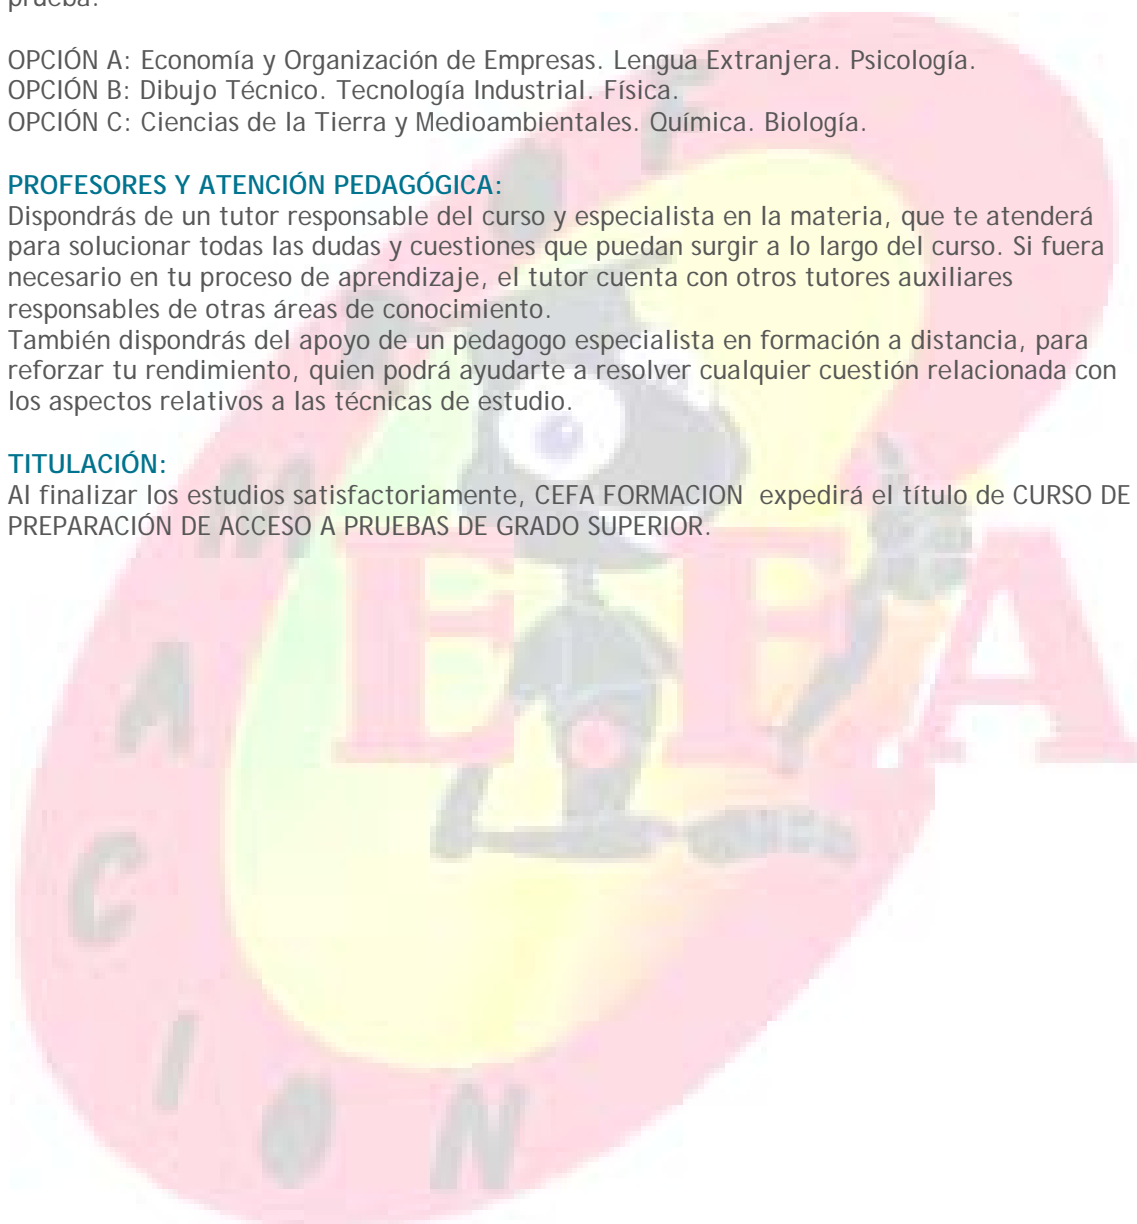 prueba:
OPCIÓN A: Economía y Organización de Empresas. Lengua Extranjera. Psicología.
OPCIÓN B: Dibujo Técnico. Tecnología Industrial. Física.
OPCIÓN C: Ciencias de la Tierra y Medioambientales. Química. Biología.
PROFESORES Y ATENCIÓN PEDAGÓGICA:
Dispondrás de un tutor responsable del curso y especialista en la materia, que te atenderá
para solucionar todas las dudas y cuestiones que puedan surgir a lo largo del curso. Si fuera
necesario en tu proceso de aprendizaje, el tutor cuenta con otros tutores auxiliares
responsables de otras áreas de conocimiento.
También dispondrás del apoyo de un pedagogo especialista en formación a distancia, para
reforzar tu rendimiento, quien podrá ayudarte a resolver cualquier cuestión relacionada con
los aspectos relativos a las técnicas de estudio.
TITULACIÓN:
Al finalizar los estudios satisfactoriamente, CEFA FORMACION expedirá el título de CURSO DE
PREPARACIÓN DE ACCESO A PRUEBAS DE GRADO SUPERIOR.
EFA
FORMACION